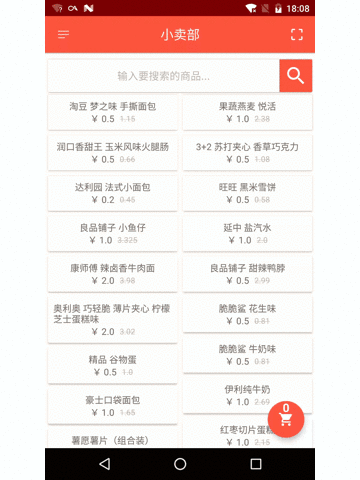 18:08
小卖部
输入要搜索的商品...
淘豆 梦之味 手撕面包
¥ 0.5 1.15
果蔬燕麦 悦活
¥ 1.0 2.38
润口香甜王 玉米风味火腿肠
¥ 0.5 0.66
3+2 苏打夹心 香草巧克力
¥ 0.5 1.08
达利园 法式小面包
¥ 0.2 0.45
旺旺 黑米雪饼
¥ 0.5 0.58
良品铺子 小鱼仔
¥ 1.0 3.325
延中 盐汽水
¥ 1.0 2.0
康师傅 辣卤香牛肉面
¥ 2.0 3.98
良品铺子 甜辣鸭脖
¥ 0.5 2.99
奥利奥 巧轻脆 薄片夹心 柠檬
芝士蛋糕味
¥ 2.0 3.02
脆脆鲨 花生味
¥ 0.5 0.81
脆脆鲨 牛奶味
¥ 0.5 0.81
精品 谷物蛋
¥ 0.5 1.0
伊利纯牛奶
¥ 1.0 2.69
豪士口袋面包
¥ 1.0 1.65
红枣切片蛋糕
¥ 1.0 2.15
薯愿薯片（组合装）
0